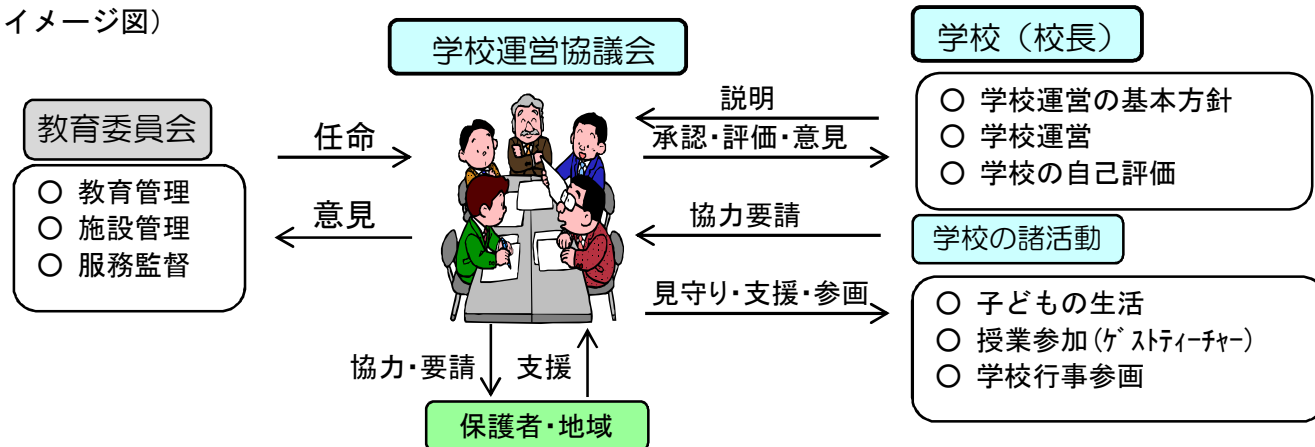 イメージ図）
学校運営協議会
学校（校長）
○ 学校運営の基本方針
○ 学校運営
○ 学校の自己評価
教育委員会
○ 教育管理
○ 施設管理
○ 服務監督
任命
意見
説明
承認・評価・意見
協力要請
見守り・支援・参画
学校の諸活動
○ 子どもの生活
○ 授業参加(ｹﾞｽﾄﾃｨｰﾁｬｰ)
○ 学校行事参画
協力・要請
支援
保護者・地域